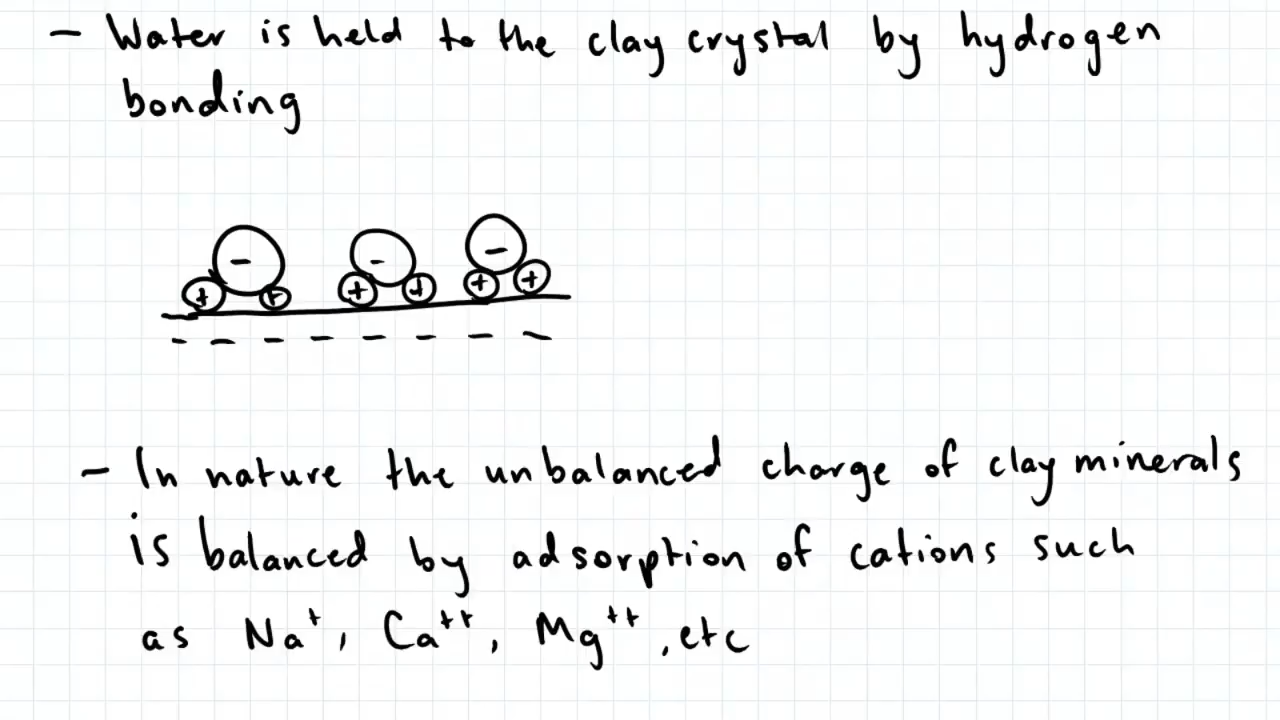 - Water is held to the clay crystal by hydrogen
bonding
- - -
+ + + + + +
- - - - - - - -
- In nature the unbalanced charge of clay minerals
is balanced by adsorption of cations such
as Na⁺, Ca⁺⁺, Mg⁺⁺, etc